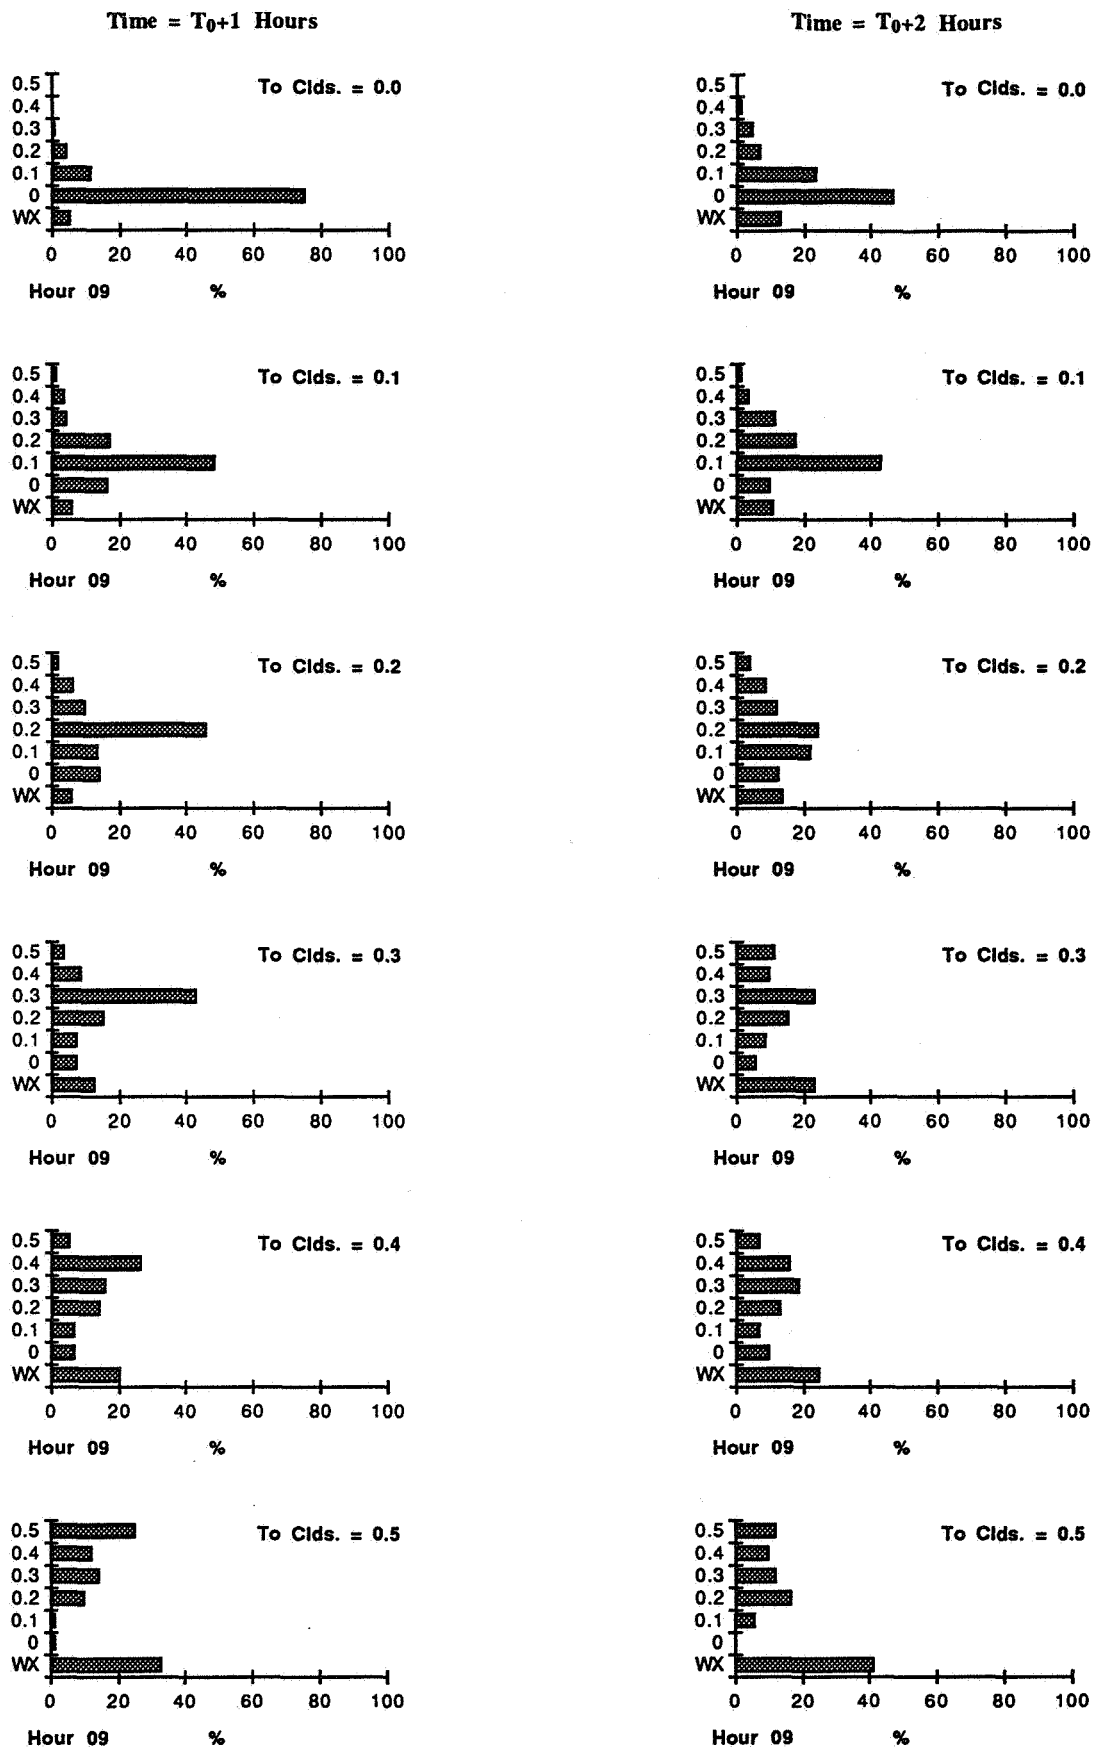 Time = T0+1 Hours
Time = T0+2 Hours
To Clds. = 0.0
0.5
0.4
0.3
0.2
0.1
0
WX
0 20 40 60 80 100
Hour 09 %
To Clds. = 0.0
0.5
0.4
0.3
0.2
0.1
0
WX
0 20 40 60 80 100
Hour 09 %
To Clds. = 0.1
0.5
0.4
0.3
0.2
0.1
0
WX
0 20 40 60 80 100
Hour 09 %
To Clds. = 0.1
0.5
0.4
0.3
0.2
0.1
0
WX
0 20 40 60 80 100
Hour 09 %
To Clds. = 0.2
0.5
0.4
0.3
0.2
0.1
0
WX
0 20 40 60 80 100
Hour 09 %
To Clds. = 0.2
0.5
0.4
0.3
0.2
0.1
0
WX
0 20 40 60 80 100
Hour 09 %
To Clds. = 0.3
0.5
0.4
0.3
0.2
0.1
0
WX
0 20 40 60 80 100
Hour 09 %
To Clds. = 0.3
0.5
0.4
0.3
0.2
0.1
0
WX
0 20 40 60 80 100
Hour 09 %
To Clds. = 0.4
0.5
0.4
0.3
0.2
0.1
0
WX
0 20 40 60 80 100
Hour 09 %
To Clds. = 0.4
0.5
0.4
0.3
0.2
0.1
0
WX
0 20 40 60 80 100
Hour 09 %
To Clds. = 0.5
0.5
0.4
0.3
0.2
0.1
0
WX
0 20 40 60 80 100
Hour 09 %
To Clds. = 0.5
0.5
0.4
0.3
0.2
0.1
0
WX
0 20 40 60 80 100
Hour 09 %